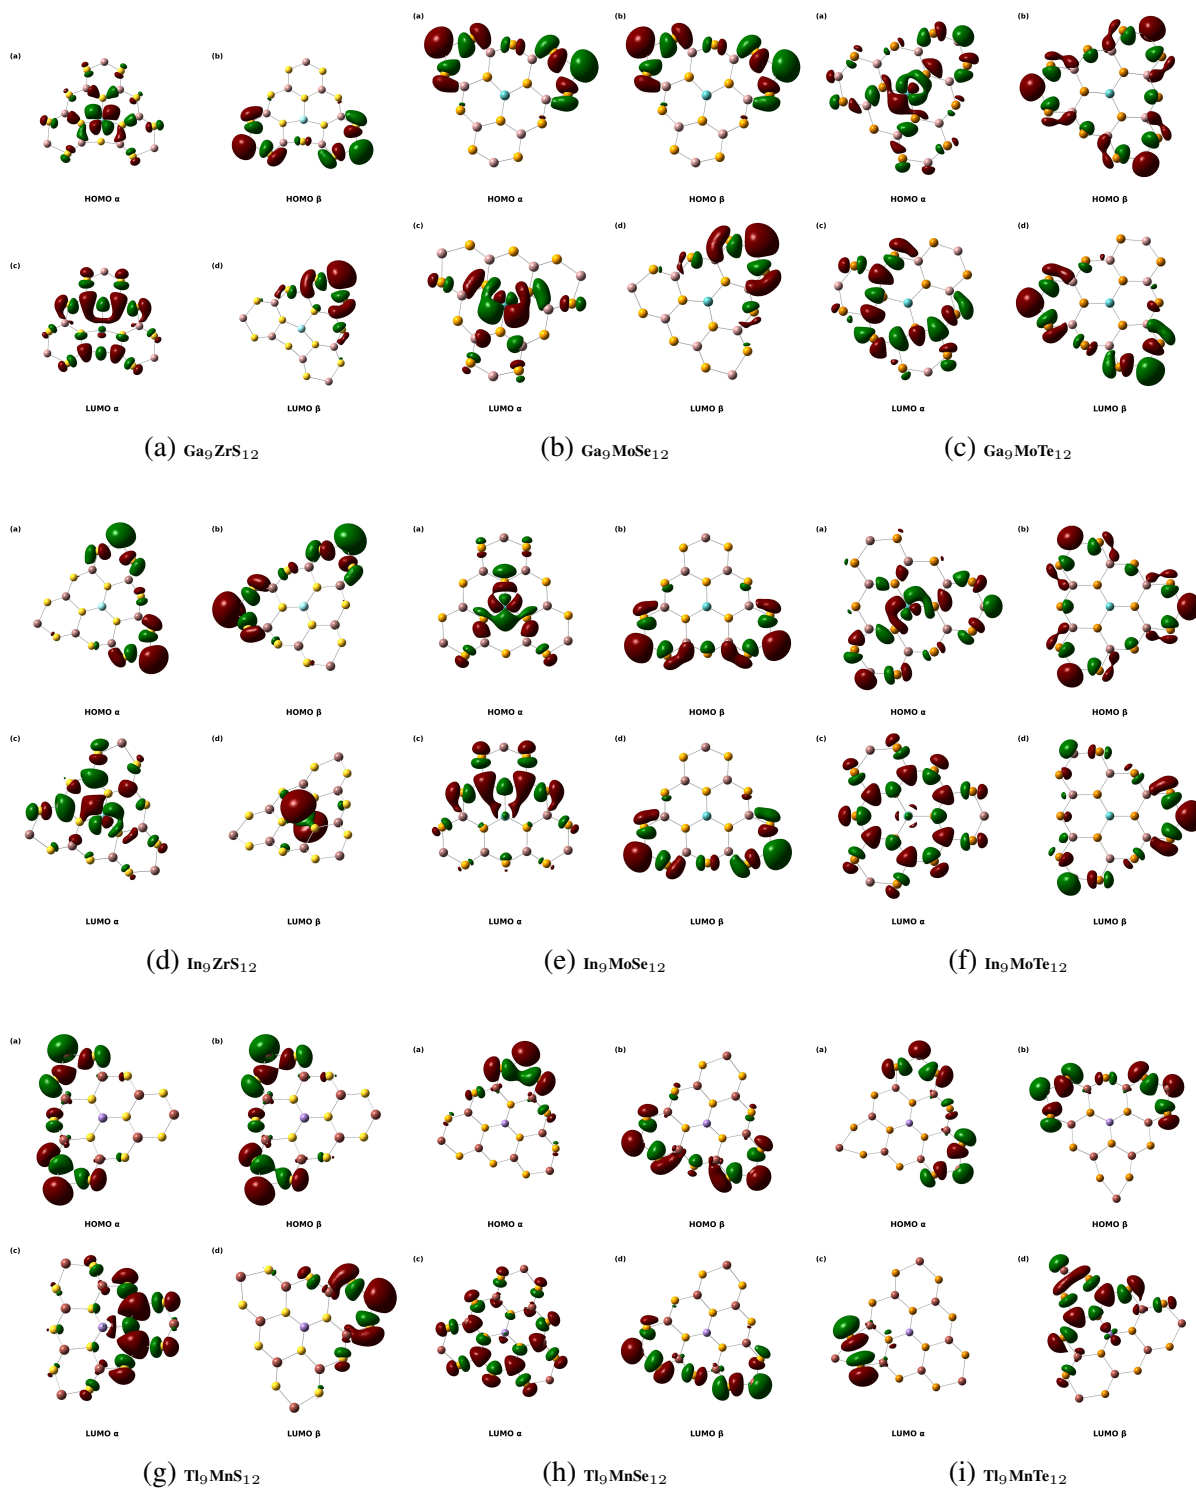 (a) (b)
HOMO α HOMO β
(c) (d)
LUMO α LUMO β
(a) Ga₉ZrS₁₂
(a) (b)
HOMO α HOMO β
(c) (d)
LUMO α LUMO β
(b) Ga₉MoSe₁₂
(a) (b)
HOMO α HOMO β
(c) (d)
LUMO α LUMO β
(c) Ga₉MoTe₁₂
(a) (b)
HOMO α HOMO β
(c) (d)
LUMO α LUMO β
(d) In₉ZrS₁₂
(a) (b)
HOMO α HOMO β
(c) (d)
LUMO α LUMO β
(e) In₉MoSe₁₂
(a) (b)
HOMO α HOMO β
(c) (d)
LUMO α LUMO β
(f) In₉MoTe₁₂
(a) (b)
HOMO α HOMO β
(c) (d)
LUMO α LUMO β
(g) Tl₉MnS₁₂
(a) (b)
HOMO α HOMO β
(c) (d)
LUMO α LUMO β
(h) Tl₉MnSe₁₂
(a) (b)
HOMO α HOMO β
(c) (d)
LUMO α LUMO β
(i) Tl₉MnTe₁₂